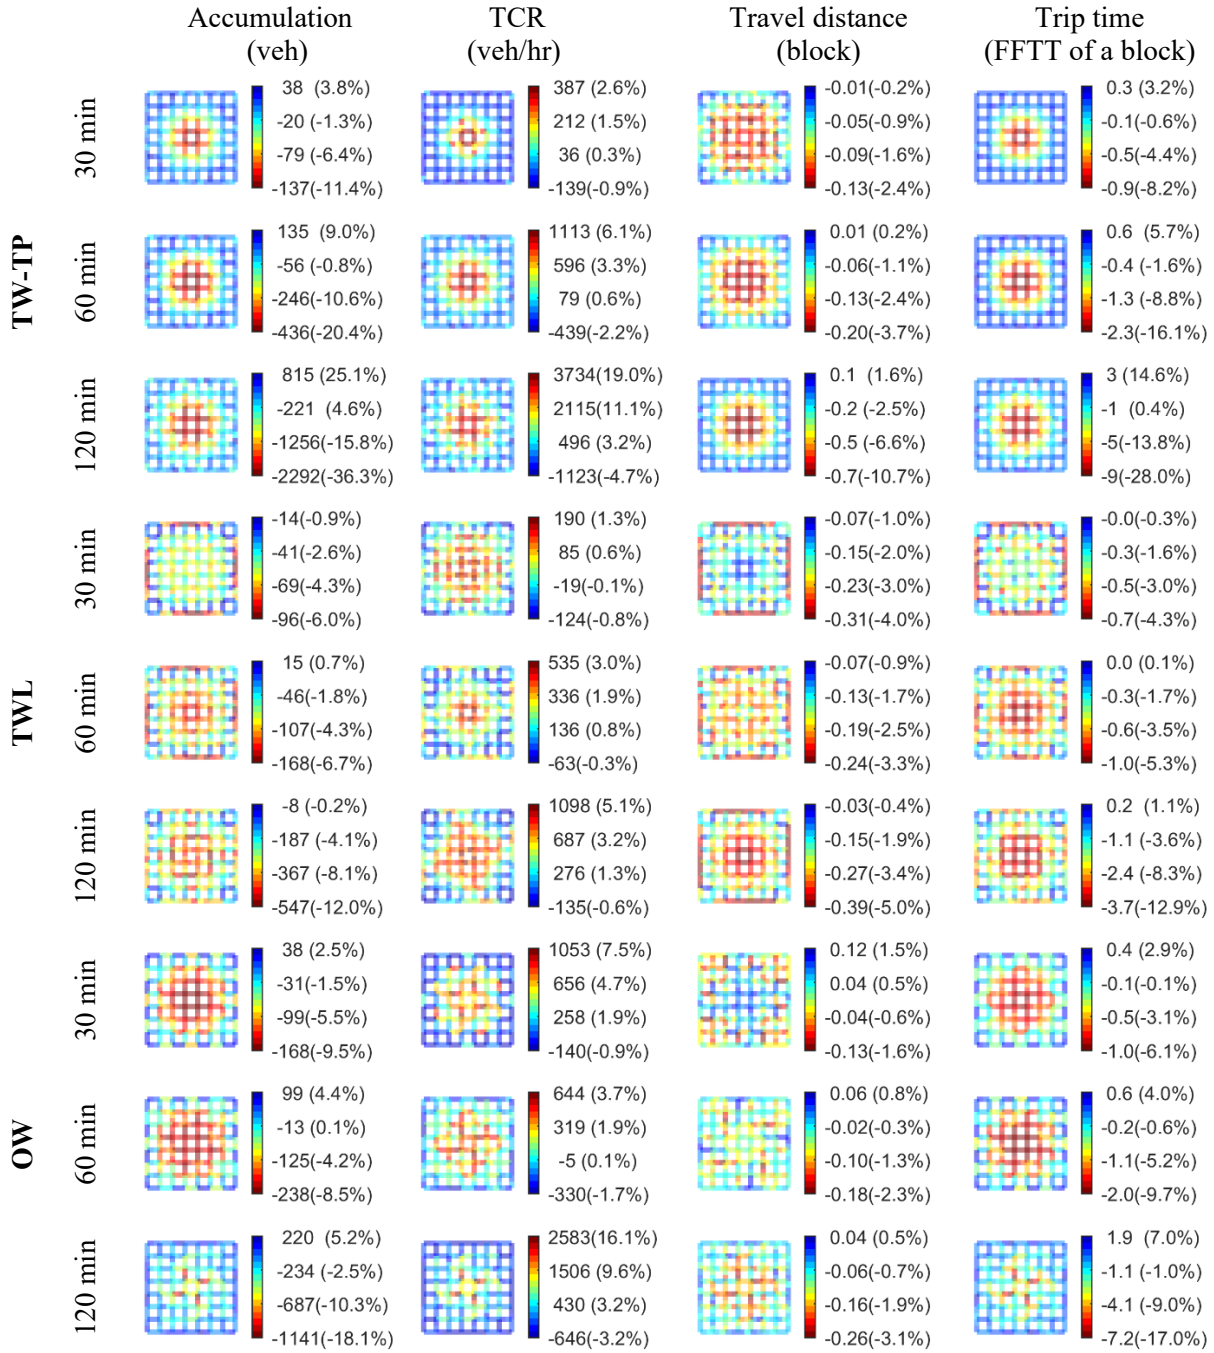 Accumulation TCR Travel distance Trip time
(veh) (veh/hr) (block) (FFTT of a block)
TW-TP
30 min
38 (3.8%) 387 (2.6%) -0.01(-0.2%) 0.3 (3.2%)
-20 (-1.3%) 212 (1.5%) -0.05(-0.9%) -0.1(-0.6%)
-79 (-6.4%) 36 (0.3%) -0.09(-1.6%) -0.5(-4.4%)
-137(-11.4%) -139(-0.9%) -0.13(-2.4%) -0.9(-8.2%)
60 min
135 (9.0%) 1113 (6.1%) 0.01 (0.2%) 0.6 (5.7%)
-56 (-0.8%) 596 (3.3%) -0.06(-1.1%) -0.4 (-1.6%)
-246(-10.6%) 79 (0.6%) -0.13(-2.4%) -1.3 (-8.8%)
-436(-20.4%) -439(-2.2%) -0.20(-3.7%) -2.3(-16.1%)
120 min
815 (25.1%) 3734(19.0%) 0.1 (1.6%) 3 (14.6%)
-221 (4.6%) 2115(11.1%) -0.2 (-2.5%) -1 (0.4%)
-1256(-15.8%) 496 (3.2%) -0.5 (-6.6%) -5(-13.8%)
-2292(-36.3%) -1123(-4.7%) -0.7(-10.7%) -9(-28.0%)
TWL
30 min
-14(-0.9%) 190 (1.3%) -0.07(-1.0%) -0.0(-0.3%)
-41(-2.6%) 85 (0.6%) -0.15(-2.0%) -0.3(-1.6%)
-69(-4.3%) -19(-0.1%) -0.23(-3.0%) -0.5(-3.0%)
-96(-6.0%) -124(-0.8%) -0.31(-4.0%) -0.7(-4.3%)
60 min
15 (0.7%) 535 (3.0%) -0.07(-0.9%) 0.0 (0.1%)
-46(-1.8%) 336 (1.9%) -0.13(-1.7%) -0.3(-1.7%)
-107(-4.3%) 136 (0.8%) -0.19(-2.5%) -0.6(-3.5%)
-168(-6.7%) -63(-0.3%) -0.24(-3.3%) -1.0(-5.3%)
120 min
-8 (-0.2%) 1098 (5.1%) -0.03(-0.4%) 0.2 (1.1%)
-187 (-4.1%) 687 (3.2%) -0.15(-1.9%) -1.1 (-3.6%)
-367 (-8.1%) 276 (1.3%) -0.27(-3.4%) -2.4 (-8.3%)
-547(-12.0%) -135(-0.6%) -0.39(-5.0%) -3.7(-12.9%)
OW
30 min
38 (2.5%) 1053 (7.5%) 0.12 (1.5%) 0.4 (2.9%)
-31(-1.5%) 656 (4.7%) 0.04 (0.5%) -0.1(-0.1%)
-99(-5.5%) 258 (1.9%) -0.04(-0.6%) -0.5(-3.1%)
-168(-9.5%) -140(-0.9%) -0.13(-1.6%) -1.0(-6.1%)
60 min
99 (4.4%) 644 (3.7%) 0.06 (0.8%) 0.6 (4.0%)
-13 (0.1%) 319 (1.9%) -0.02(-0.3%) -0.2(-0.6%)
-125(-4.2%) -5 (0.1%) -0.10(-1.3%) -1.1(-5.2%)
-238(-8.5%) -330(-1.7%) -0.18(-2.3%) -2.0(-9.7%)
120 min
220 (5.2%) 2583(16.1%) 0.04 (0.5%) 1.9 (7.0%)
-234 (-2.5%) 1506 (9.6%) -0.06(-0.7%) -1.1 (-1.0%)
-687(-10.3%) 430 (3.2%) -0.16(-1.9%) -4.1 (-9.0%)
-1141(-18.1%) -646(-3.2%) -0.26(-3.1%) -7.2(-17.0%)